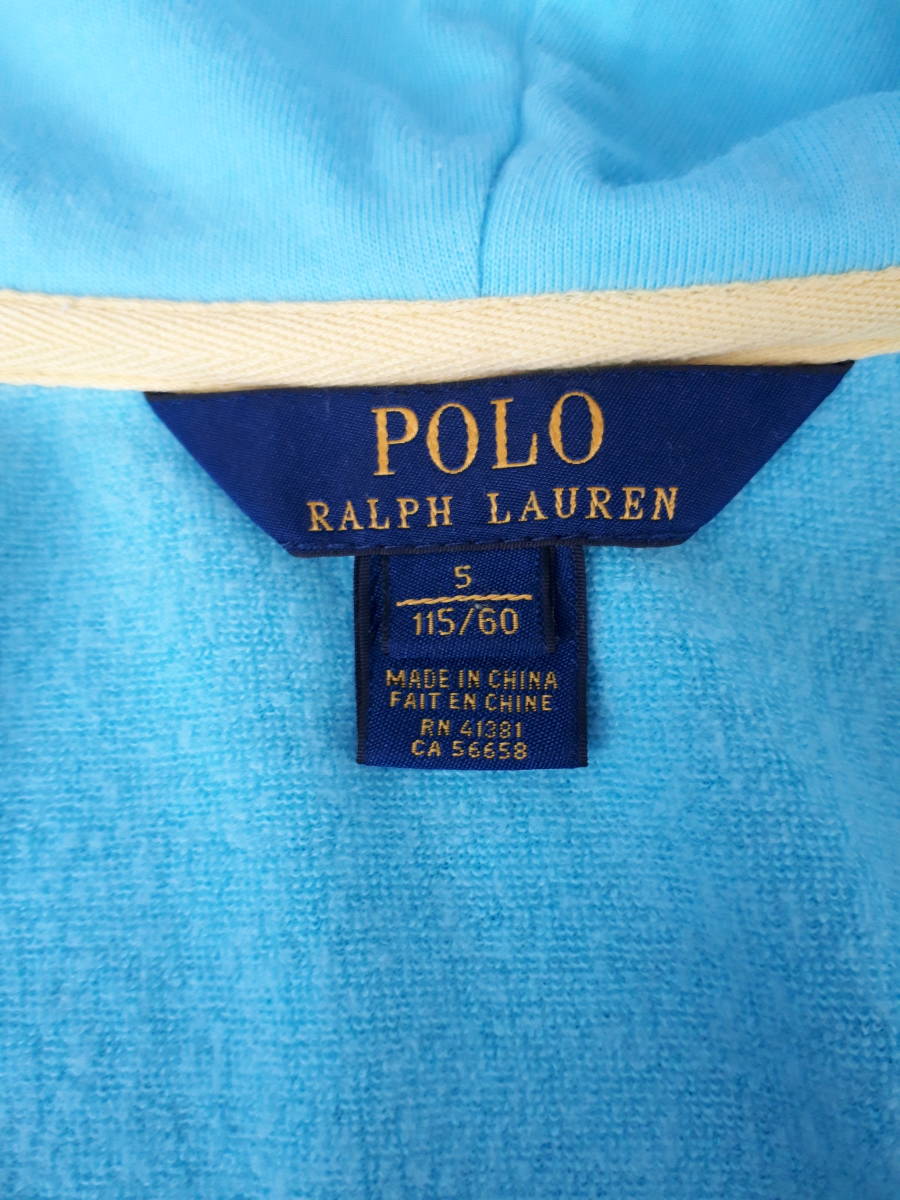 POLO
RALPH LAUREN
5
115/60
MADE IN CHINA
FAIT EN CHINE
RN 41381
CA 56658